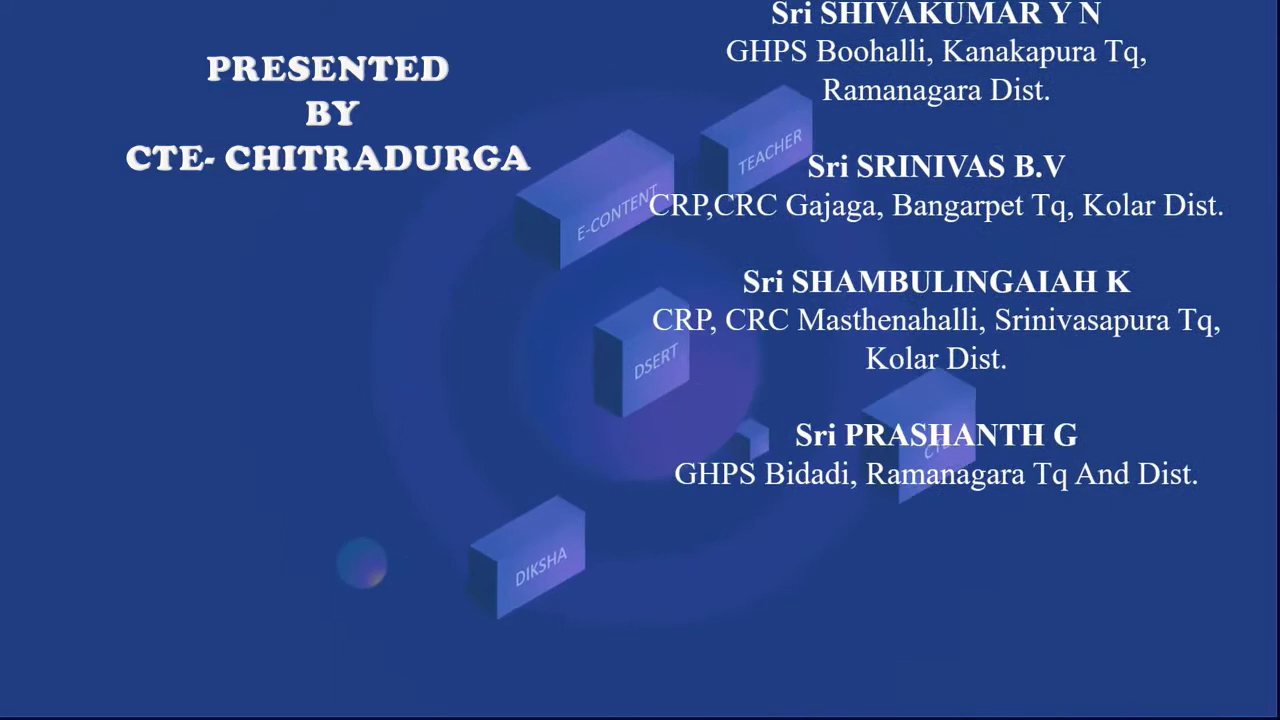 PRESENTED
BY
CTE- CHITRADURGA
Sri SHIVAKUMAR Y N
GHPS Boohalli, Kanakapura Tq,
Ramanagara Dist.
Sri SRINIVAS B.V
CRP,CRC Gajaga, Bangarpet Tq, Kolar Dist.
Sri SHAMBULINGAIAH K
CRP, CRC Masthenahalli, Srinivasapura Tq,
Kolar Dist.
Sri PRASHANTH G
GHPS Bidadi, Ramanagara Tq And Dist.
TEACHER
E-CONTENT
DSERT
CTE
DIKSHA